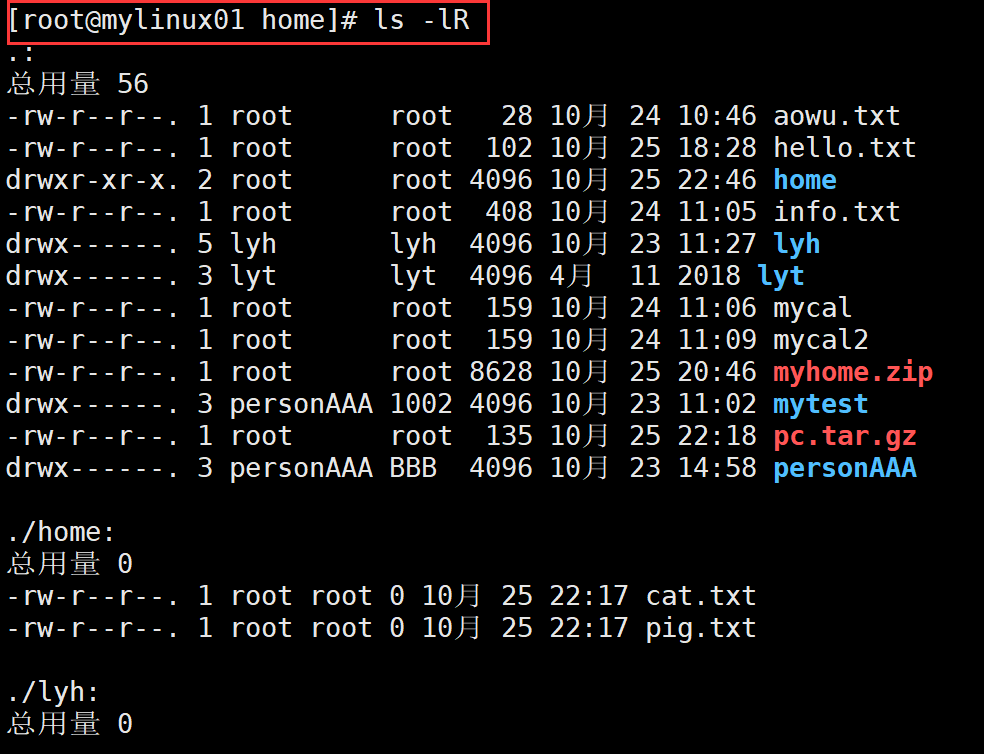 [root@mylinux01 home]# ls -lR
.:
总用量 56
-rw-r--r--. 1 root      root   28 10月  24 10:46 aowu.txt
-rw-r--r--. 1 root      root  102 10月  25 18:28 hello.txt
drwxr-xr-x. 2 root      root 4096 10月  25 22:46 home
-rw-r--r--. 1 root      root  408 10月  24 11:05 info.txt
drwx------. 5 lyh       lyh  4096 10月  23 11:27 lyh
drwx------. 3 lyt       lyt  4096 4月   11 2018 lyt
-rw-r--r--. 1 root      root  159 10月  24 11:06 mycal
-rw-r--r--. 1 root      root  159 10月  24 11:09 mycal2
-rw-r--r--. 1 root      root 8628 10月  25 20:46 myhome.zip
drwx------. 3 personAAA 1002 4096 10月  23 11:02 mytest
-rw-r--r--. 1 root      root  135 10月  25 22:18 pc.tar.gz
drwx------. 3 personAAA BBB  4096 10月  23 14:58 personAAA

./home:
总用量 0
-rw-r--r--. 1 root root 0 10月  25 22:17 cat.txt
-rw-r--r--. 1 root root 0 10月  25 22:17 pig.txt

./lyh:
总用量 0